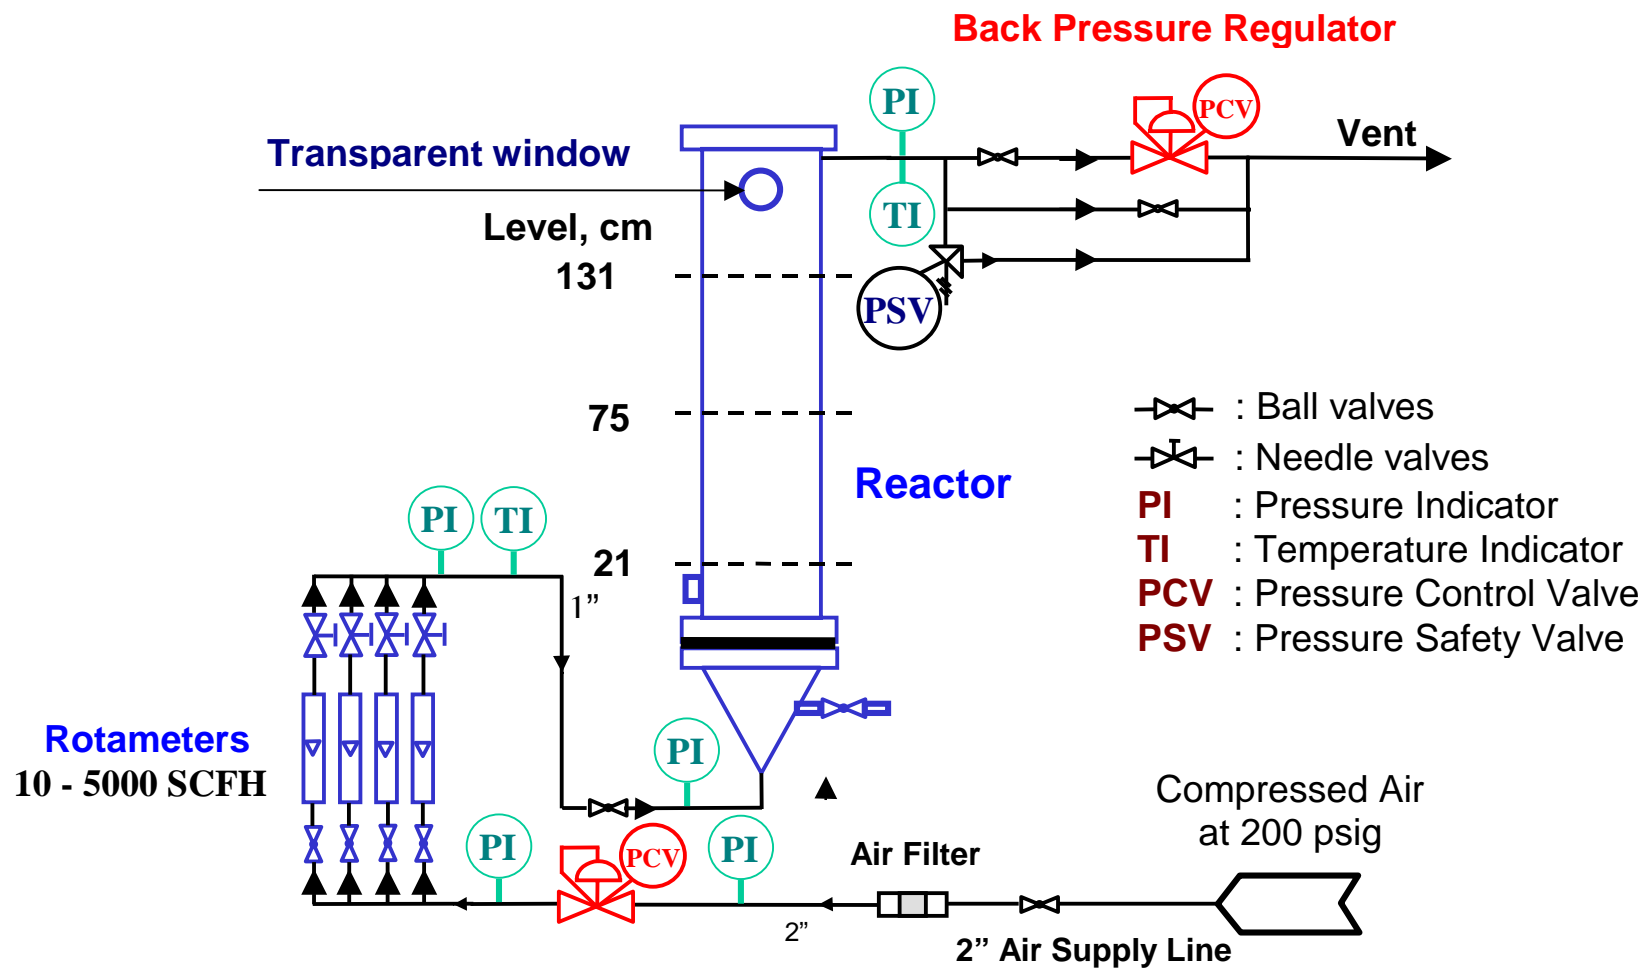 Back Pressure Regulator
PI
PCV
Vent
Transparent window
TI
Level, cm
131
PSV
75
: Ball valves
: Needle valves
Reactor
PI : Pressure Indicator
TI : Temperature Indicator
PCV : Pressure Control Valve
PSV : Pressure Safety Valve
PI
TI
21
1”
Rotameters
10 - 5000 SCFH
PI
Compressed Air
at 200 psig
PI
PCV
PI
Air Filter
2”
2” Air Supply Line